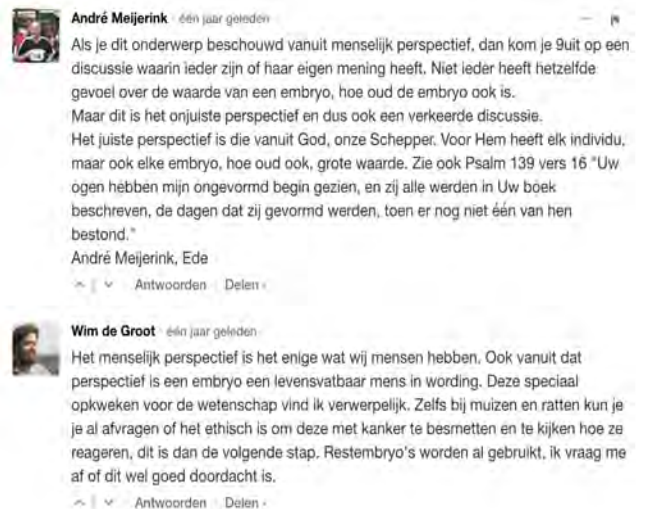 André Meijerink · één jaar geleden
Als je dit onderwerp beschouwd vanuit menselijk perspectief, dan kom je 9uit op een
discussie waarin ieder zijn of haar eigen mening heeft. Niet ieder heeft hetzelfde
gevoel over de waarde van een embryo, hoe oud de embryo ook is.
Maar dit is het onjuiste perspectief en dus ook een verkeerde discussie.
Het juiste perspectief is die vanuit God, onze Schepper. Voor Hem heeft elk individu,
maar ook elke embryo, hoe oud ook, grote waarde. Zie ook Psalm 139 vers 16 "Uw
ogen hebben mijn ongevormd begin gezien, en zij alle werden in Uw boek
beschreven, de dagen dat zij gevormd werden, toen er nog niet één van hen
bestond."
André Meijerink, Ede
Antwoorden Delen ›
Wim de Groot · één jaar geleden
Het menselijk perspectief is het enige wat wij mensen hebben. Ook vanuit dat
perspectief is een embryo een levensvatbaar mens in wording. Deze speciaal
opkweken voor de wetenschap vind ik verwerpelijk. Zelfs bij muizen en ratten kun je
je al afvragen of het ethisch is om deze met kanker te besmetten en te kijken hoe ze
reageren, dit is dan de volgende stap. Restembryo's worden al gebruikt, ik vraag me
af of dit wel goed doordacht is.
Antwoorden Delen ›